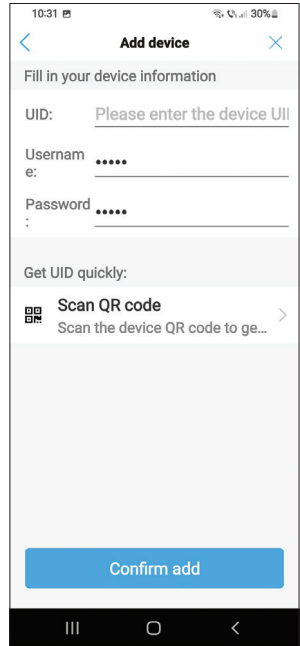 10:31 30%
Add device
Fill in your device information
UID: Please enter the device UI
Usernam
e: •••••
Password
: •••••
Get UID quickly:
Scan QR code
Scan the device QR code to ge...
Confirm add